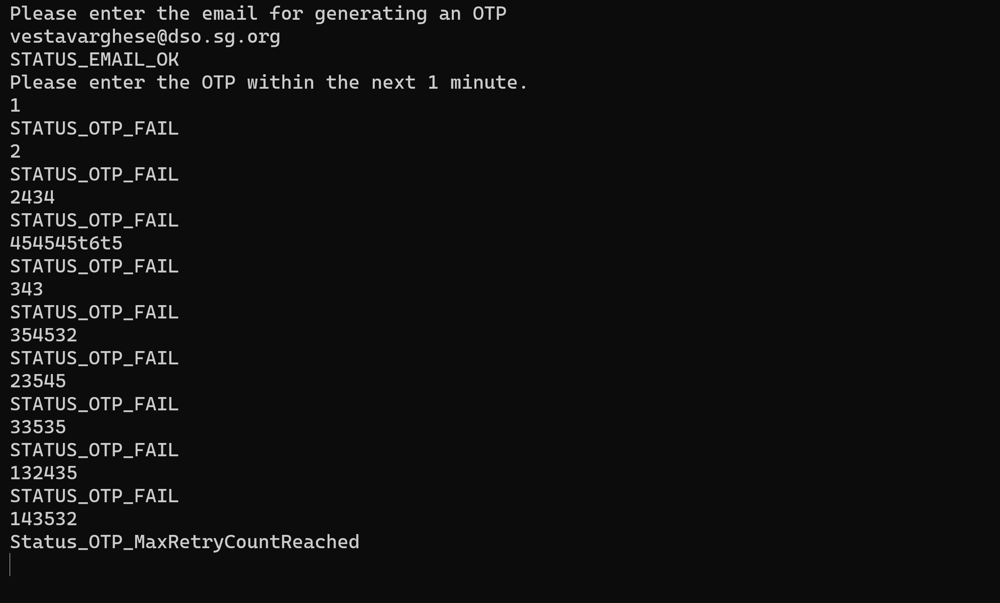 Please enter the email for generating an OTP
vestavarghese@dso.sg.org
STATUS_EMAIL_OK
Please enter the OTP within the next 1 minute.
1
STATUS_OTP_FAIL
2
STATUS_OTP_FAIL
2434
STATUS_OTP_FAIL
454545t6t5
STATUS_OTP_FAIL
343
STATUS_OTP_FAIL
354532
STATUS_OTP_FAIL
23545
STATUS_OTP_FAIL
33535
STATUS_OTP_FAIL
132435
STATUS_OTP_FAIL
143532
Status_OTP_MaxRetryCountReached